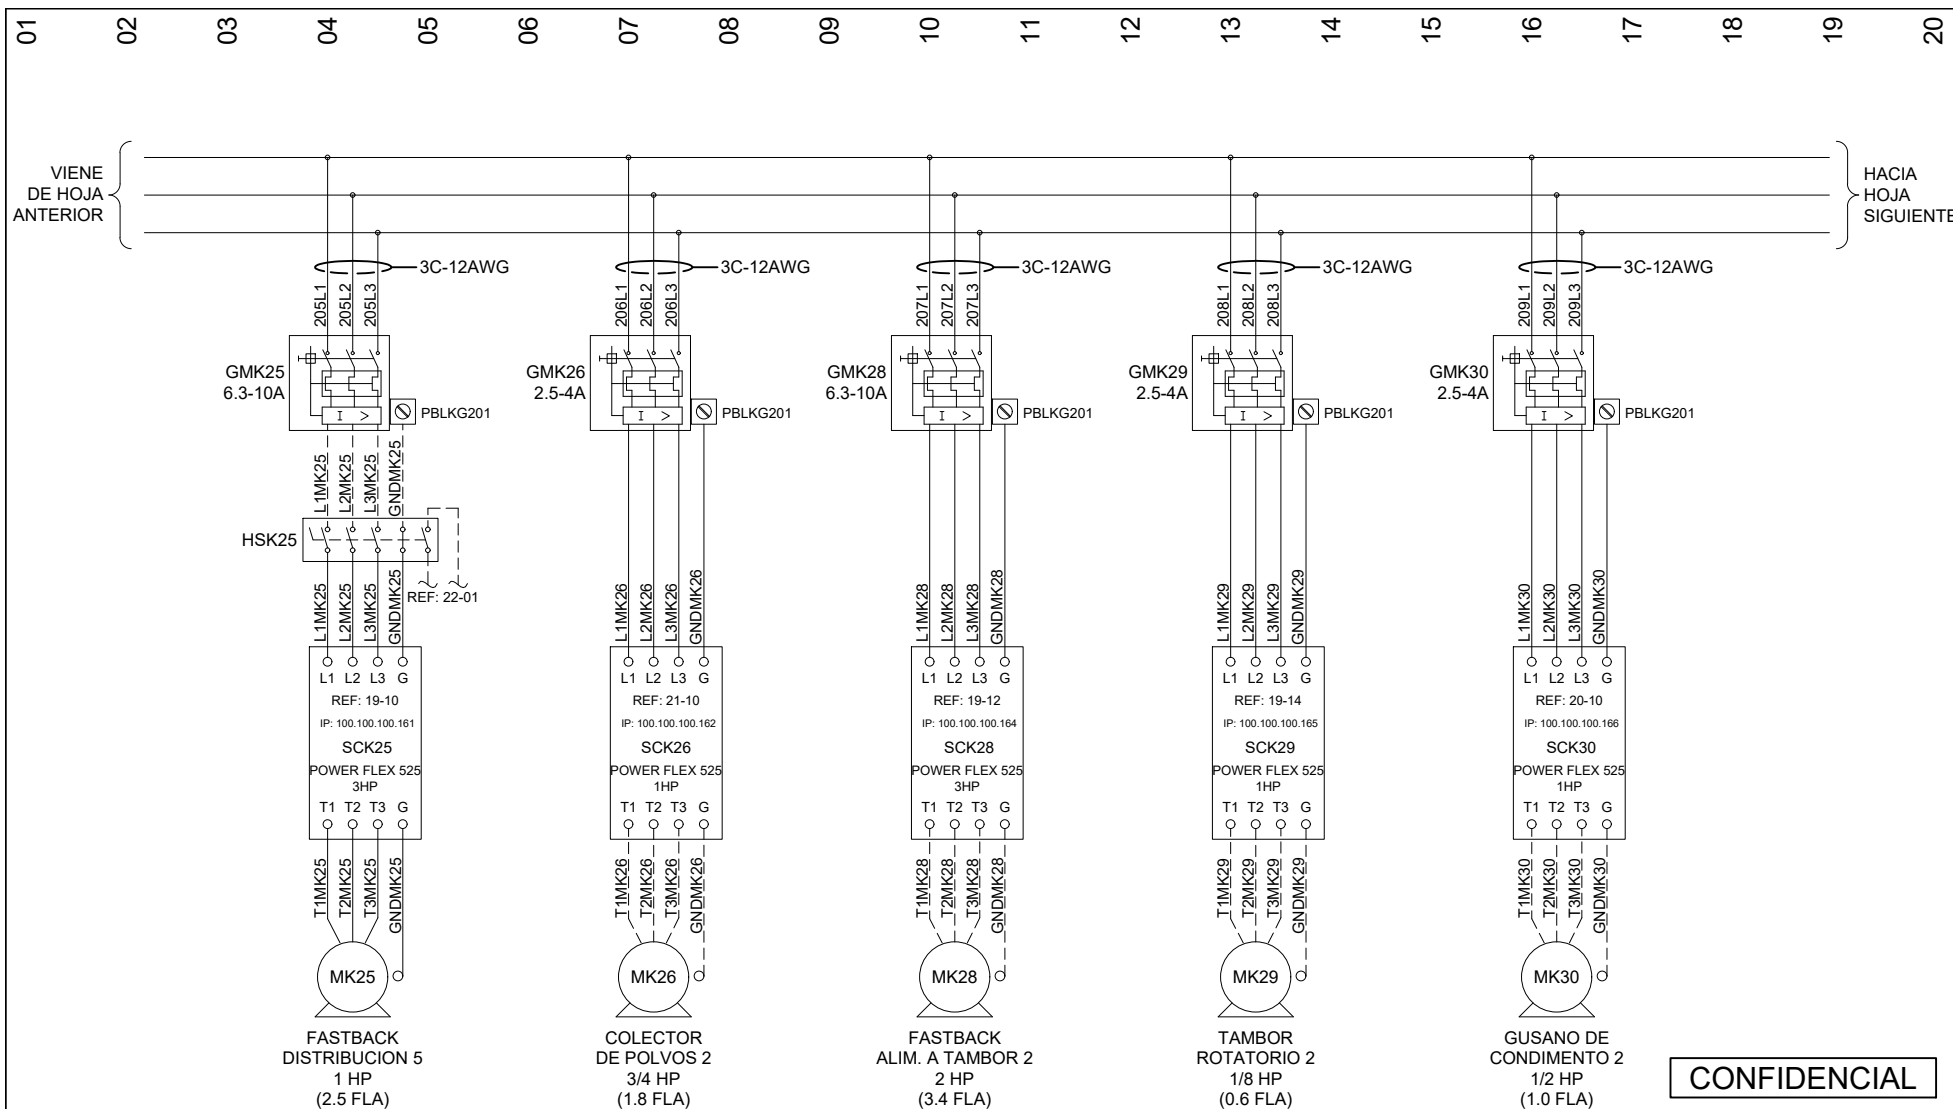 01 02 03 04 05 06 07 08 09 10 11 12 13 14 15 16 17 18 19 20
VIENE
DE HOJA
ANTERIOR
HACIA
HOJA
SIGUIENTE
3C-12AWG
205L1
205L2
205L3
GMK25
6.3-10A
I >
PBLKG201
L1MK25
L2MK25
L3MK25
GNDMK25
HSK25
REF: 22-01
L1MK25
L2MK25
L3MK25
GNDMK25
L1 L2 L3 G
REF: 19-10
IP: 100.100.100.161
SCK25
POWER FLEX 525
3HP
T1 T2 T3 G
T1MK25
T2MK25
T3MK25
GNDMK25
MK25
FASTBACK
DISTRIBUCION 5
1 HP
(2.5 FLA)
3C-12AWG
206L1
206L2
206L3
GMK26
2.5-4A
I >
PBLKG201
L1MK26
L2MK26
L3MK26
GNDMK26
L1 L2 L3 G
REF: 21-10
IP: 100.100.100.162
SCK26
POWER FLEX 525
1HP
T1 T2 T3 G
T1MK26
T2MK26
T3MK26
GNDMK26
MK26
COLECTOR
DE POLVOS 2
3/4 HP
(1.8 FLA)
3C-12AWG
207L1
207L2
207L3
GMK28
6.3-10A
I >
PBLKG201
L1MK28
L2MK28
L3MK28
GNDMK28
L1 L2 L3 G
REF: 19-12
IP: 100.100.100.164
SCK28
POWER FLEX 525
3HP
T1 T2 T3 G
T1MK28
T2MK28
T3MK28
GNDMK28
MK28
FASTBACK
ALIM. A TAMBOR 2
2 HP
(3.4 FLA)
3C-12AWG
208L1
208L2
208L3
GMK29
2.5-4A
I >
PBLKG201
L1MK29
L2MK29
L3MK29
GNDMK29
L1 L2 L3 G
REF: 19-14
IP: 100.100.100.165
SCK29
POWER FLEX 525
1HP
T1 T2 T3 G
T1MK29
T2MK29
T3MK29
GNDMK29
MK29
TAMBOR
ROTATORIO 2
1/8 HP
(0.6 FLA)
3C-12AWG
209L1
209L2
209L3
GMK30
2.5-4A
I >
PBLKG201
L1MK30
L2MK30
L3MK30
GNDMK30
L1 L2 L3 G
REF: 20-10
IP: 100.100.100.166
SCK30
POWER FLEX 525
1HP
T1 T2 T3 G
T1MK30
T2MK30
T3MK30
GNDMK30
MK30
GUSANO DE
CONDIMENTO 2
1/2 HP
(1.0 FLA)
CONFIDENCIAL